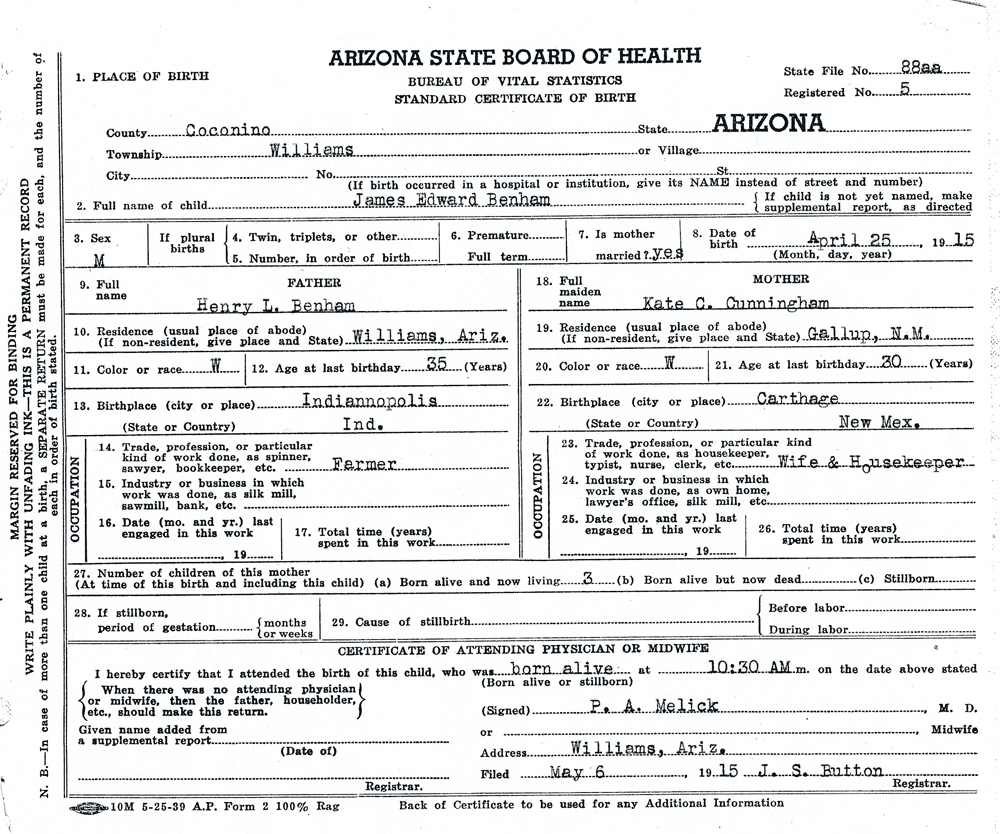 ARIZONA STATE BOARD OF HEALTH
1. PLACE OF BIRTH
BUREAU OF VITAL STATISTICS
STANDARD CERTIFICATE OF BIRTH
State File No. 88aa
Registered No. 5
County Coconino State ARIZONA
Township Williams or Village
City No. St.
(If birth occurred in a hospital or institution, give its NAME instead of street and number)
2. Full name of child James Edward Benham { If child is not yet named, make supplemental report, as directed
3. Sex M
If plural births { 4. Twin, triplets, or other
5. Number, in order of birth
6. Premature
Full term
7. Is mother married? yes
8. Date of birth April 25, 1915
(Month, day, year)
9. Full name FATHER
Henry L. Benham
10. Residence (usual place of abode)
(If non-resident, give place and State) Williams, Ariz.
11. Color or race W 12. Age at last birthday 35 (Years)
13. Birthplace (city or place) Indiannopolis
(State or Country) Ind.
OCCUPATION
14. Trade, profession, or particular
kind of work done, as spinner,
sawyer, bookkeeper, etc. Farmer
15. Industry or business in which
work was done, as silk mill,
sawmill, bank, etc.
16. Date (mo. and yr.) last
engaged in this work
, 19
17. Total time (years)
spent in this work
18. Full maiden name MOTHER
Kate C. Cunningham
19. Residence (usual place of abode)
(If non-resident, give place and State) Gallup, N.M.
20. Color or race W 21. Age at last birthday 30 (Years)
22. Birthplace (city or place) Carthage
(State or Country) New Mex.
OCCUPATION
23. Trade, profession, or particular kind
of work done, as housekeeper,
typist, nurse, clerk, etc. Wife & Housekeeper
24. Industry or business in which
work was done, as own home,
lawyer's office, silk mill, etc.
25. Date (mo. and yr.) last
engaged in this work
, 19
26. Total time (years)
spent in this work
27. Number of children of this mother
(At time of this birth and including this child) (a) Born alive and now living 3 (b) Born alive but now dead (c) Stillborn
28. If stillborn,
period of gestation { months or weeks
29. Cause of stillbirth { Before labor
During labor
CERTIFICATE OF ATTENDING PHYSICIAN OR MIDWIFE
I hereby certify that I attended the birth of this child, who was born alive at 10:30 AM m. on the date above stated
(Born alive or stillborn)
{ When there was no attending physician
or midwife, then the father, householder,
etc., should make this return. }
Given name added from
a supplemental report
(Date of)
Registrar.
(Signed) P. A. Melick, M. D.
or , Midwife
Address Williams, Ariz.
Filed May 6, 1915 J. S. Button
Registrar.
10M 5-25-39 A.P. Form 2 100% Rag
Back of Certificate to be used for any Additional Information
MARGIN RESERVED FOR BINDING
WRITE PLAINLY WITH UNFADING INK—THIS IS A PERMANENT RECORD
N. B.—In case of more than one child at a birth, a SEPARATE RETURN must be made for each, and the number of
each in order of birth stated.